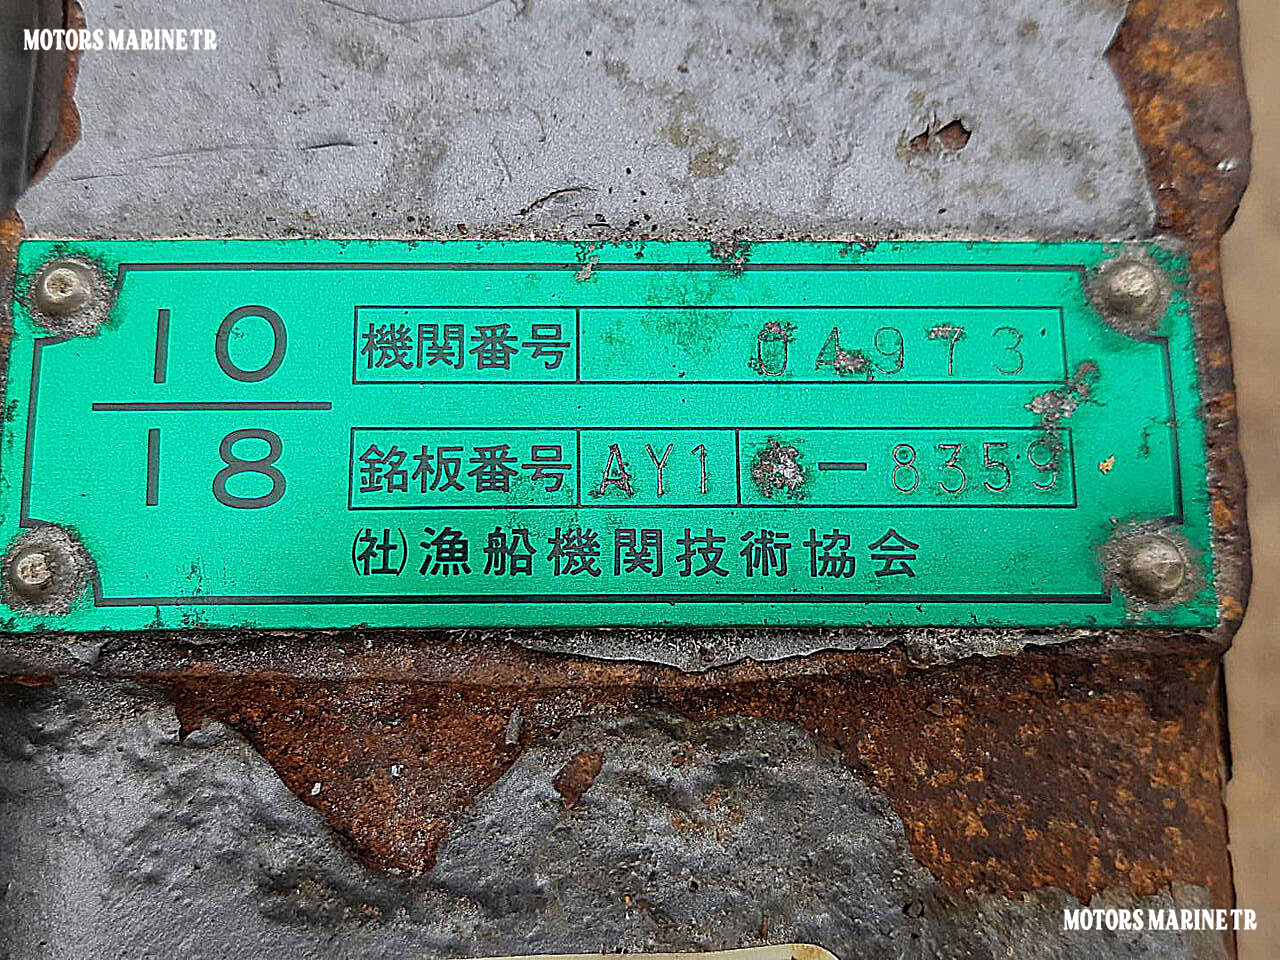 MOTORS MARINE TR
10
18
機関番号 04973
銘板番号 AY1 -8359
(社)漁船機関技術協会
MOTORS MARINE TR